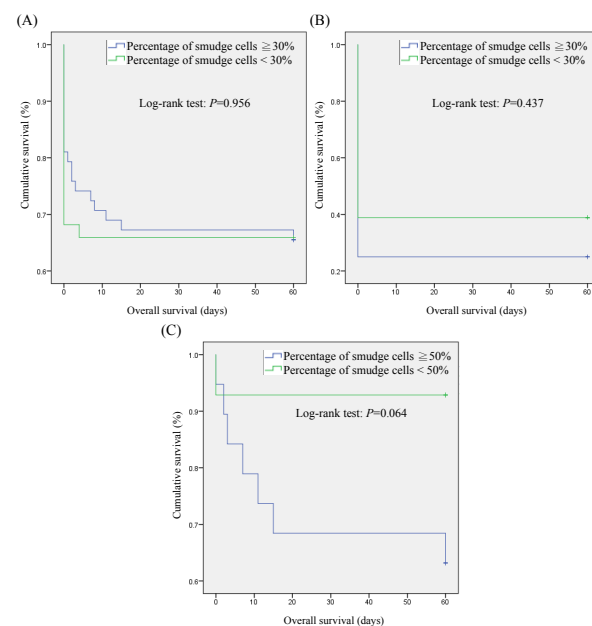 (A)
Percentage of smudge cells ≧30%
Percentage of smudge cells < 30%
Log-rank test: P=0.956
Cumulative survival (%)
1.0
0.9
0.8
0.7
0.6
0 10 20 30 40 50 60
Overall survival (days)
(B)
Percentage of smudge cells ≧30%
Percentage of smudge cells < 30%
Log-rank test: P=0.437
Cumulative survival (%)
1.0
0.8
0.6
0.4
0.2
0 10 20 30 40 50 60
Overall survival (days)
(C)
Percentage of smudge cells ≧50%
Percentage of smudge cells < 50%
Log-rank test: P=0.064
Cumulative survival (%)
1.0
0.9
0.8
0.7
0.6
0 10 20 30 40 50 60
Overall survival (days)